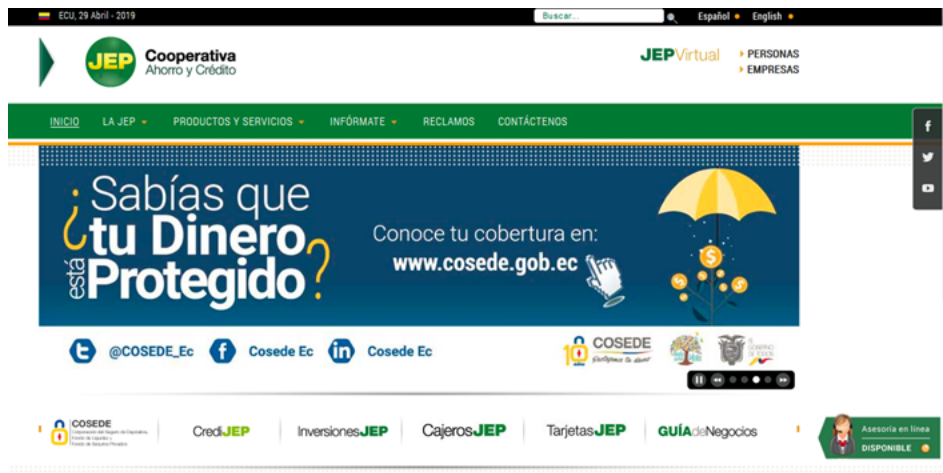 ECU, 29 Abril - 2019
Buscar...
Español
English
JEP
Cooperativa
Ahorro y Crédito
JEPVirtual
PERSONAS
EMPRESAS
INICIO
LA JEP
PRODUCTOS Y SERVICIOS
INFÓRMATE
RECLAMOS
CONTÁCTENOS
¿Sabías que
tu Dinero
está Protegido?
Conoce tu cobertura en:
www.cosede.gob.ec
@COSEDE_Ec
Cosede Ec
Cosede Ec
COSEDE
COSEDE
CrediJEP
InversionesJEP
CajerosJEP
TarjetasJEP
GUÍAdeNegocios
Asesoría en línea
DISPONIBLE